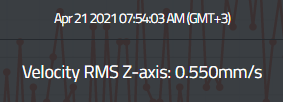 Apr 21 2021 07:54:03 AM (GMT+3)
Velocity RMS Z-axis: 0.550mm/s